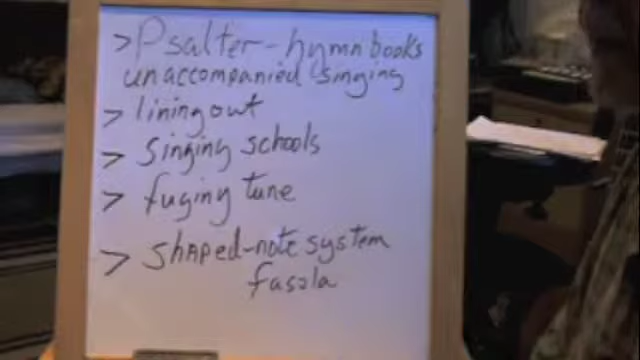 > Psalter - hymn books
unaccompanied singing
> lining out
> singing schools
> fuging tune
> shaped-note system
fasola